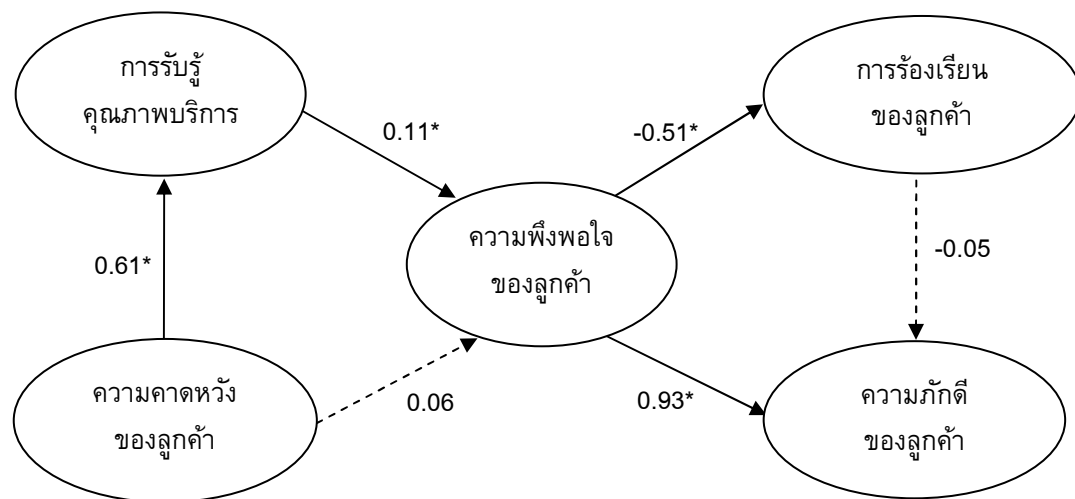 การรับรู้
คุณภาพบริการ
การร้องเรียน
ของลูกค้า
0.11*
-0.51*
ความพึงพอใจ
ของลูกค้า
0.61*
-0.05
ความคาดหวัง
ของลูกค้า
0.06
0.93*
ความภักดี
ของลูกค้า